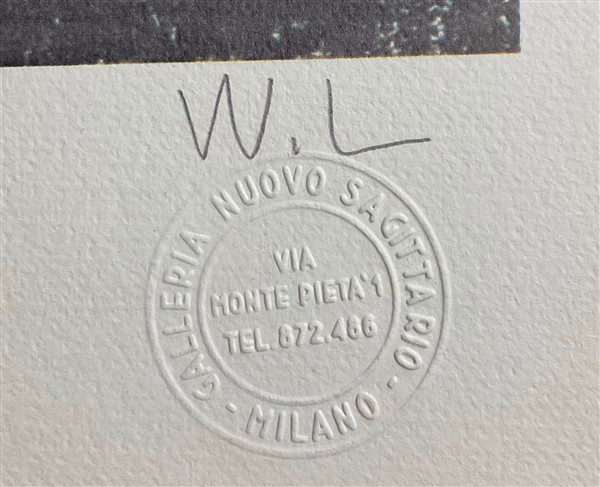 W.L
GALLERIA NUOVO SAGITTARIO - MILANO -
VIA
MONTE PIETA'1
TEL.872.466